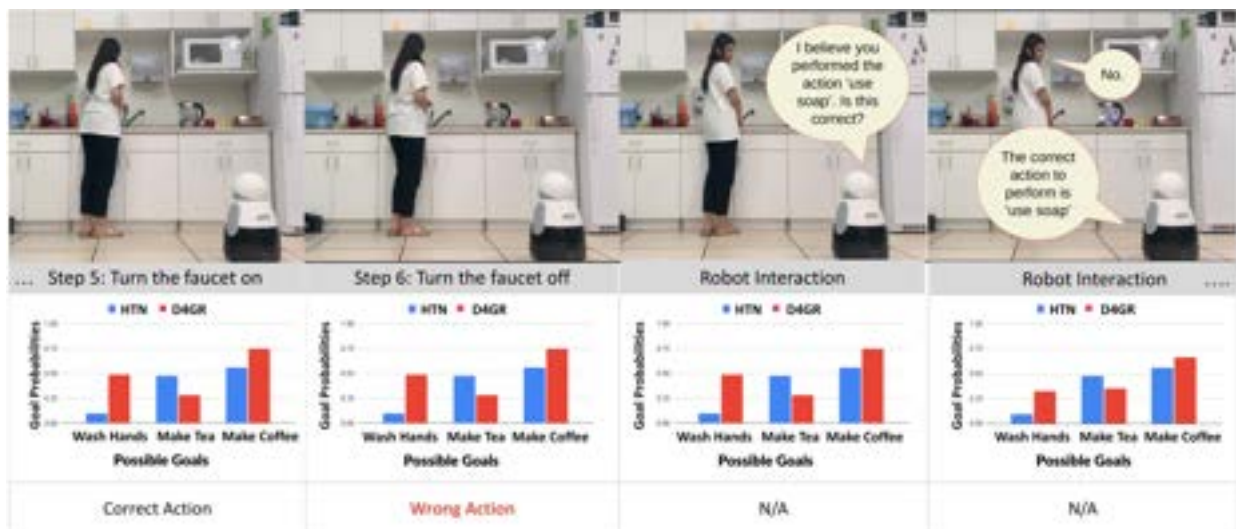 I believe you
performed the
action 'use
soap'. Is this
correct?
No.
The correct
action to
perform is
'use soap'
... Step 5: Turn the faucet on
Step 6: Turn the faucet off
Robot Interaction
Robot Interaction ....
HTN D4GR
Goal Probabilities
Wash Hands Make Tea Make Coffee
Possible Goals
HTN D4GR
Goal Probabilities
Wash Hands Make Tea Make Coffee
Possible Goals
HTN D4GR
Goal Probabilities
Wash Hands Make Tea Make Coffee
Possible Goals
HTN D4GR
Goal Probabilities
Wash Hands Make Tea Make Coffee
Possible Goals
Correct Action
Wrong Action
N/A
N/A